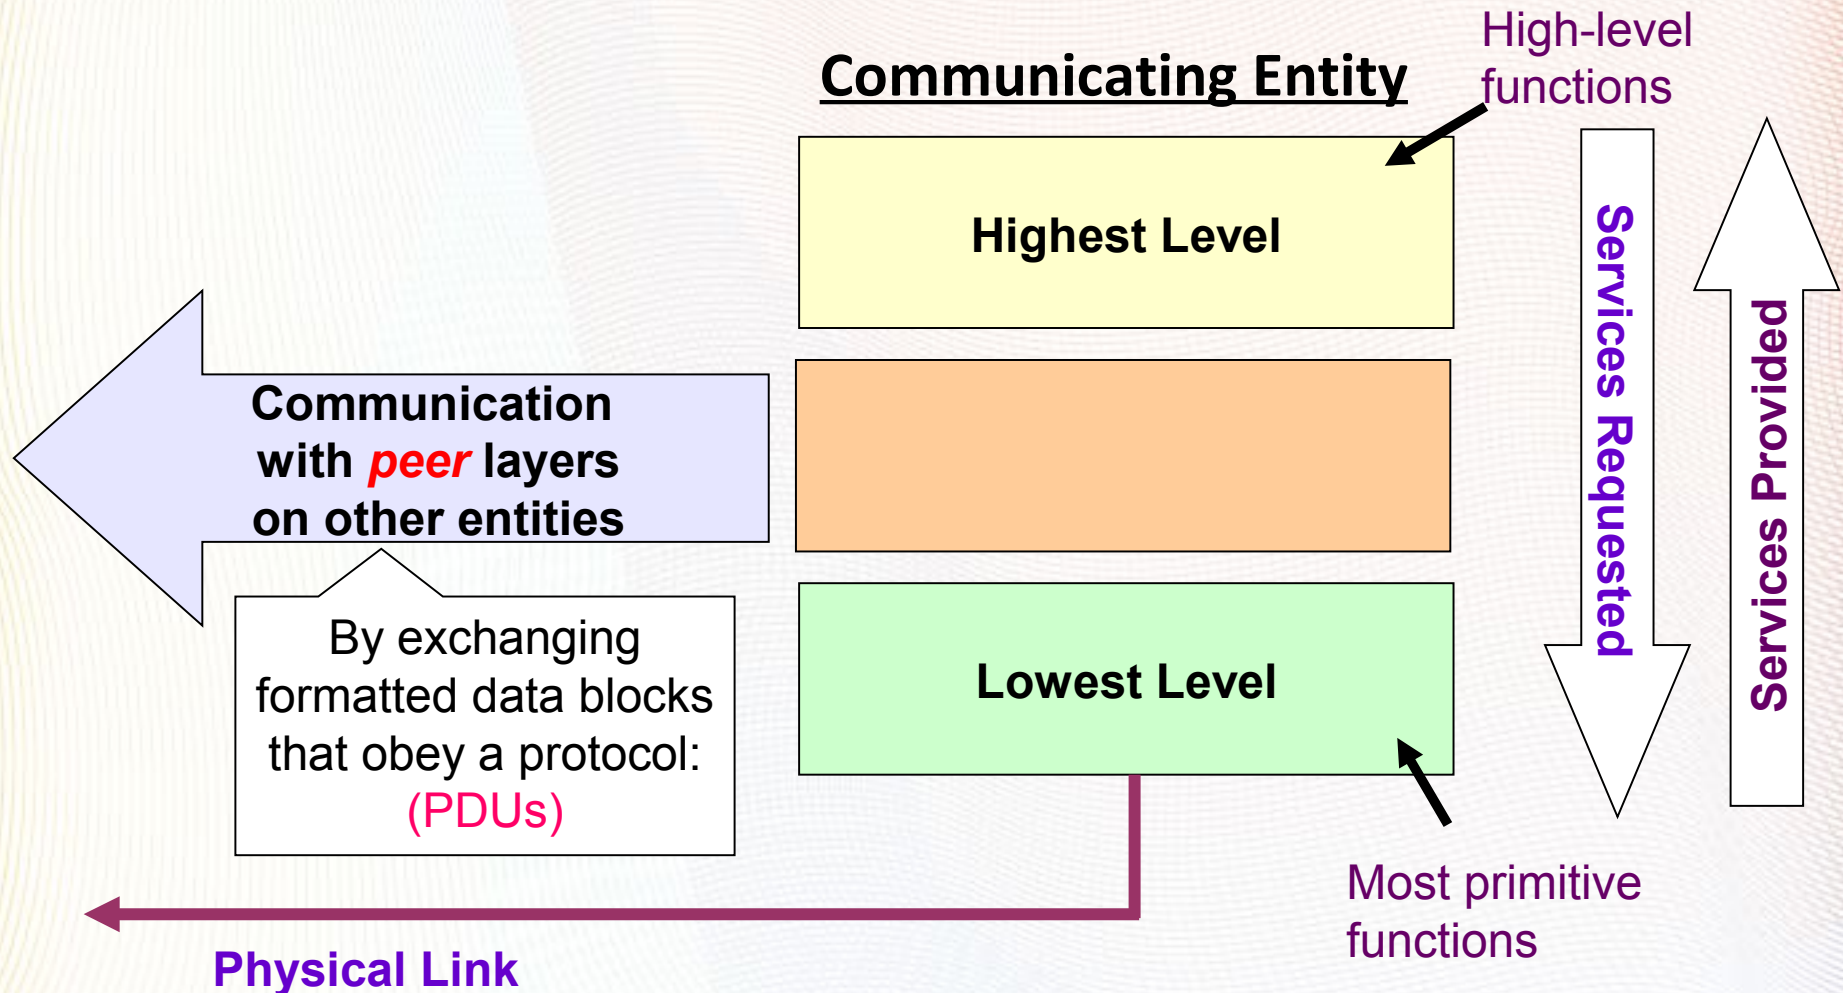 High-level
functions
Communicating Entity
Highest Level
Services Requested
Services Provided
Communication
with peer layers
on other entities
By exchanging
formatted data blocks
that obey a protocol:
(PDUs)
Lowest Level
Most primitive
functions
Physical Link